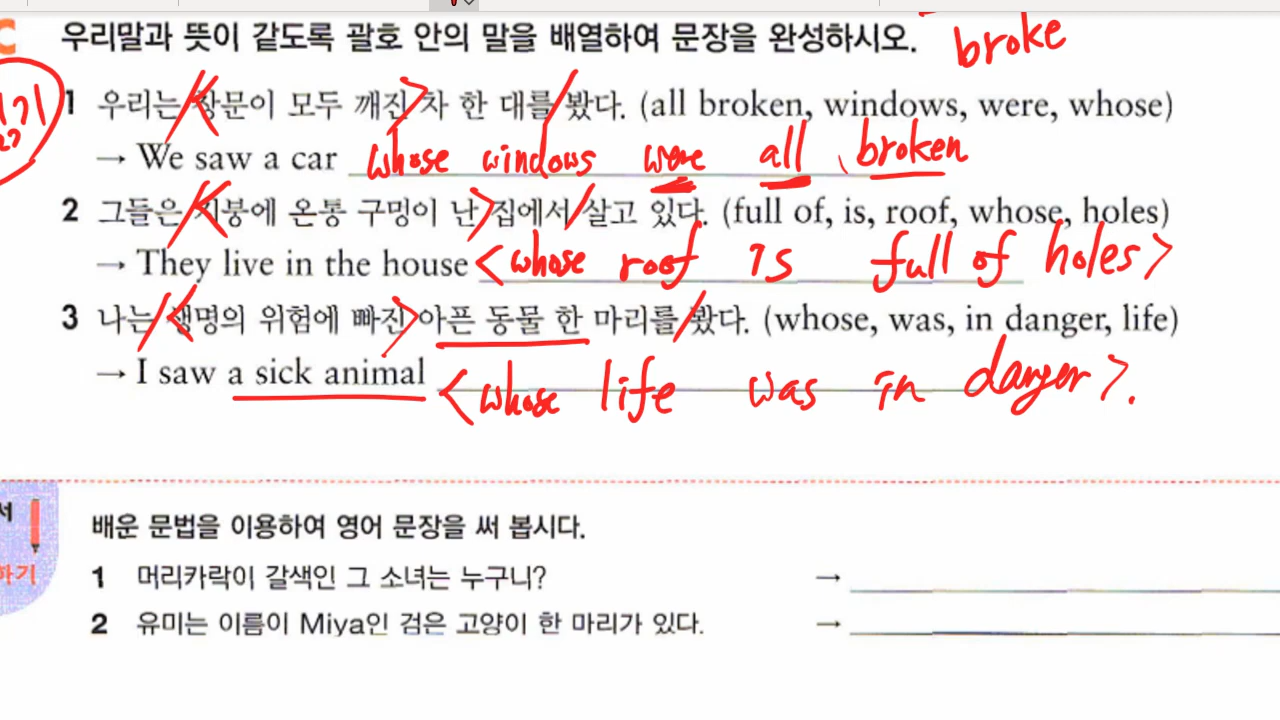 C 우리말과 뜻이 같도록 괄호 안의 말을 배열하여 문장을 완성하시오. broke
1 우리는 창문이 모두 깨진 차 한 대를 봤다. (all broken, windows, were, whose)
→ We saw a car whose windows were all broken
2 그들은 지붕에 온통 구멍이 난 집에서 살고 있다. (full of, is, roof, whose, holes)
→ They live in the house <whose roof is full of holes>
3 나는 생명의 위험에 빠진 아픈 동물 한 마리를 봤다. (whose, was, in danger, life)
→ I saw a sick animal <whose life was in danger>.
서
하기
배운 문법을 이용하여 영어 문장을 써 봅시다.
1 머리카락이 갈색인 그 소녀는 누구니? →
2 유미는 이름이 Miya인 검은 고양이 한 마리가 있다. →